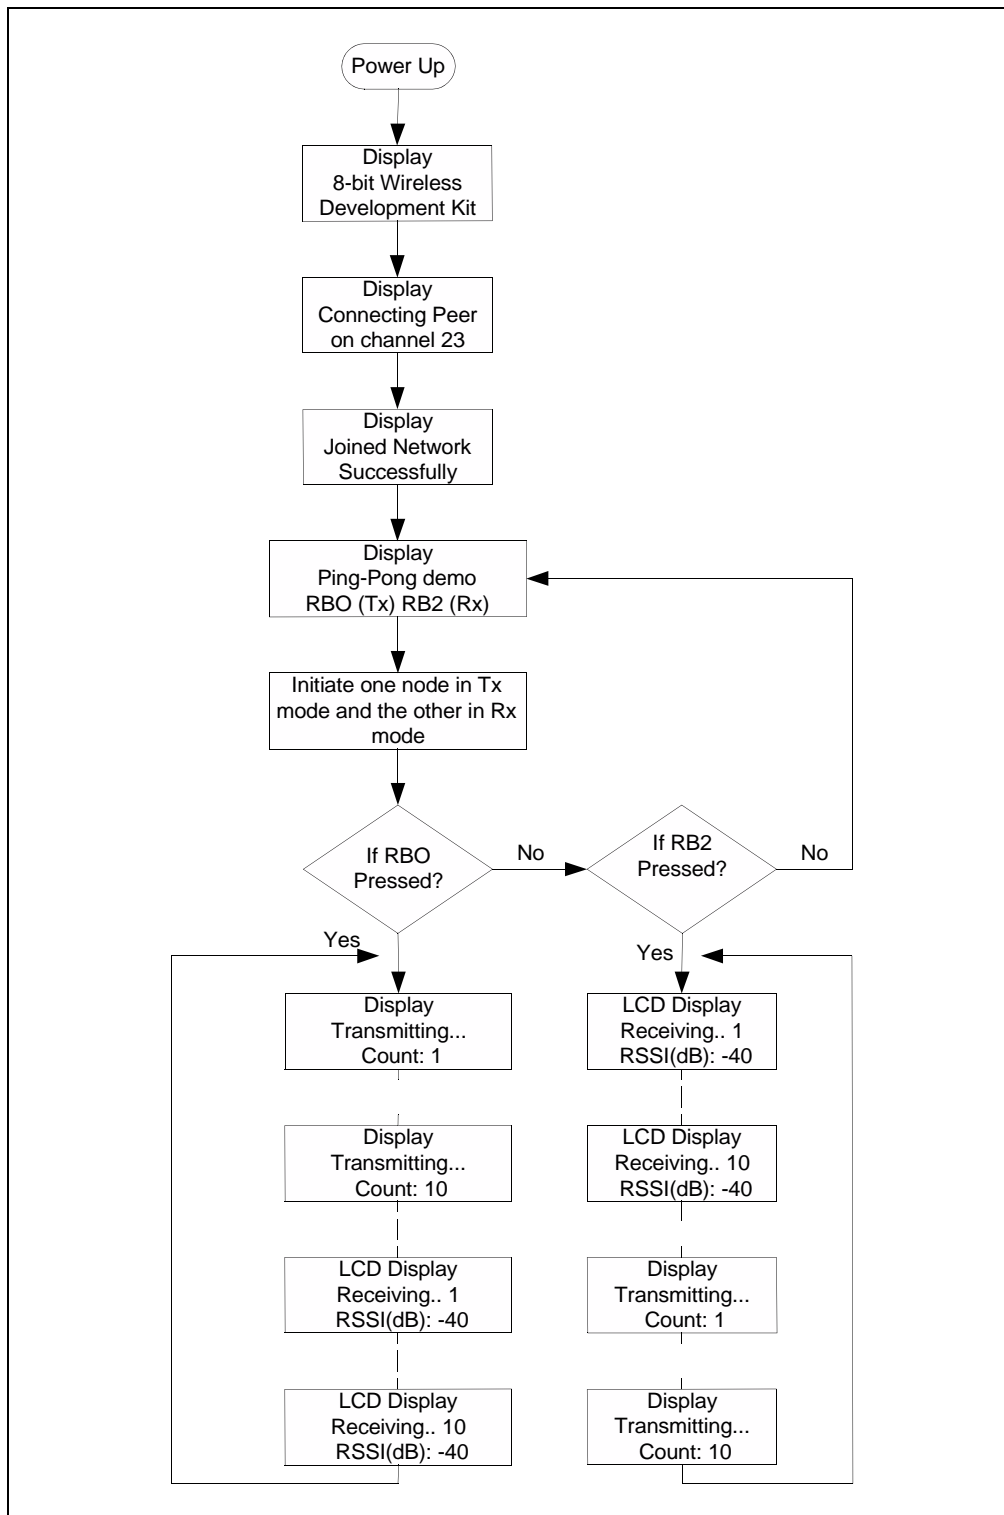 Power Up
Display
8-bit Wireless
Development Kit
Display
Connecting Peer
on channel 23
Display
Joined Network
Successfully
Display
Ping-Pong demo
RBO (Tx) RB2 (Rx)
Initiate one node in Tx
mode and the other in Rx
mode
If RBO
Pressed?
No
If RB2
Pressed?
No
Yes
Display
Transmitting...
Count: 1
Display
Transmitting...
Count: 10
LCD Display
Receiving.. 1
RSSI(dB): -40
LCD Display
Receiving.. 10
RSSI(dB): -40
Yes
LCD Display
Receiving.. 1
RSSI(dB): -40
LCD Display
Receiving.. 10
RSSI(dB): -40
Display
Transmitting...
Count: 1
Display
Transmitting...
Count: 10